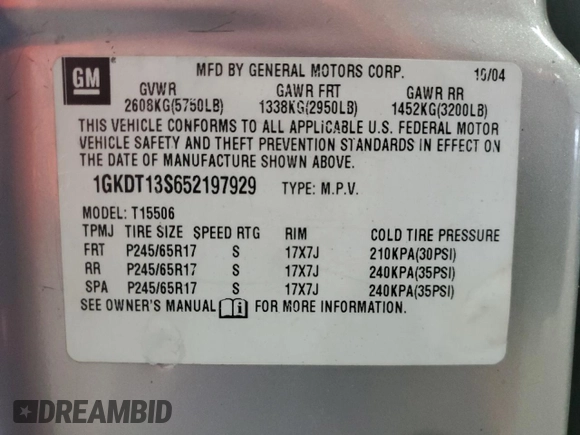 GM
MFD BY GENERAL MOTORS CORP. 10/04
GVWR GAWR FRT GAWR RR
2608KG(5750LB) 1338KG(2950LB) 1452KG(3200LB)
THIS VEHICLE CONFORMS TO ALL APPLICABLE U.S. FEDERAL MOTOR
VEHICLE SAFETY AND THEFT PREVENTION STANDARDS IN EFFECT ON
THE DATE OF MANUFACTURE SHOWN ABOVE.
1GKDT13S652197929 TYPE: M.P.V.
MODEL: T15506
TPMJ TIRE SIZE SPEED RTG RIM COLD TIRE PRESSURE
FRT P245/65R17 S 17X7J 210KPA(30PSI)
RR P245/65R17 S 17X7J 240KPA(35PSI)
SPA P245/65R17 S 17X7J 240KPA(35PSI)
SEE OWNER'S MANUAL FOR MORE INFORMATION.
DREAMBID